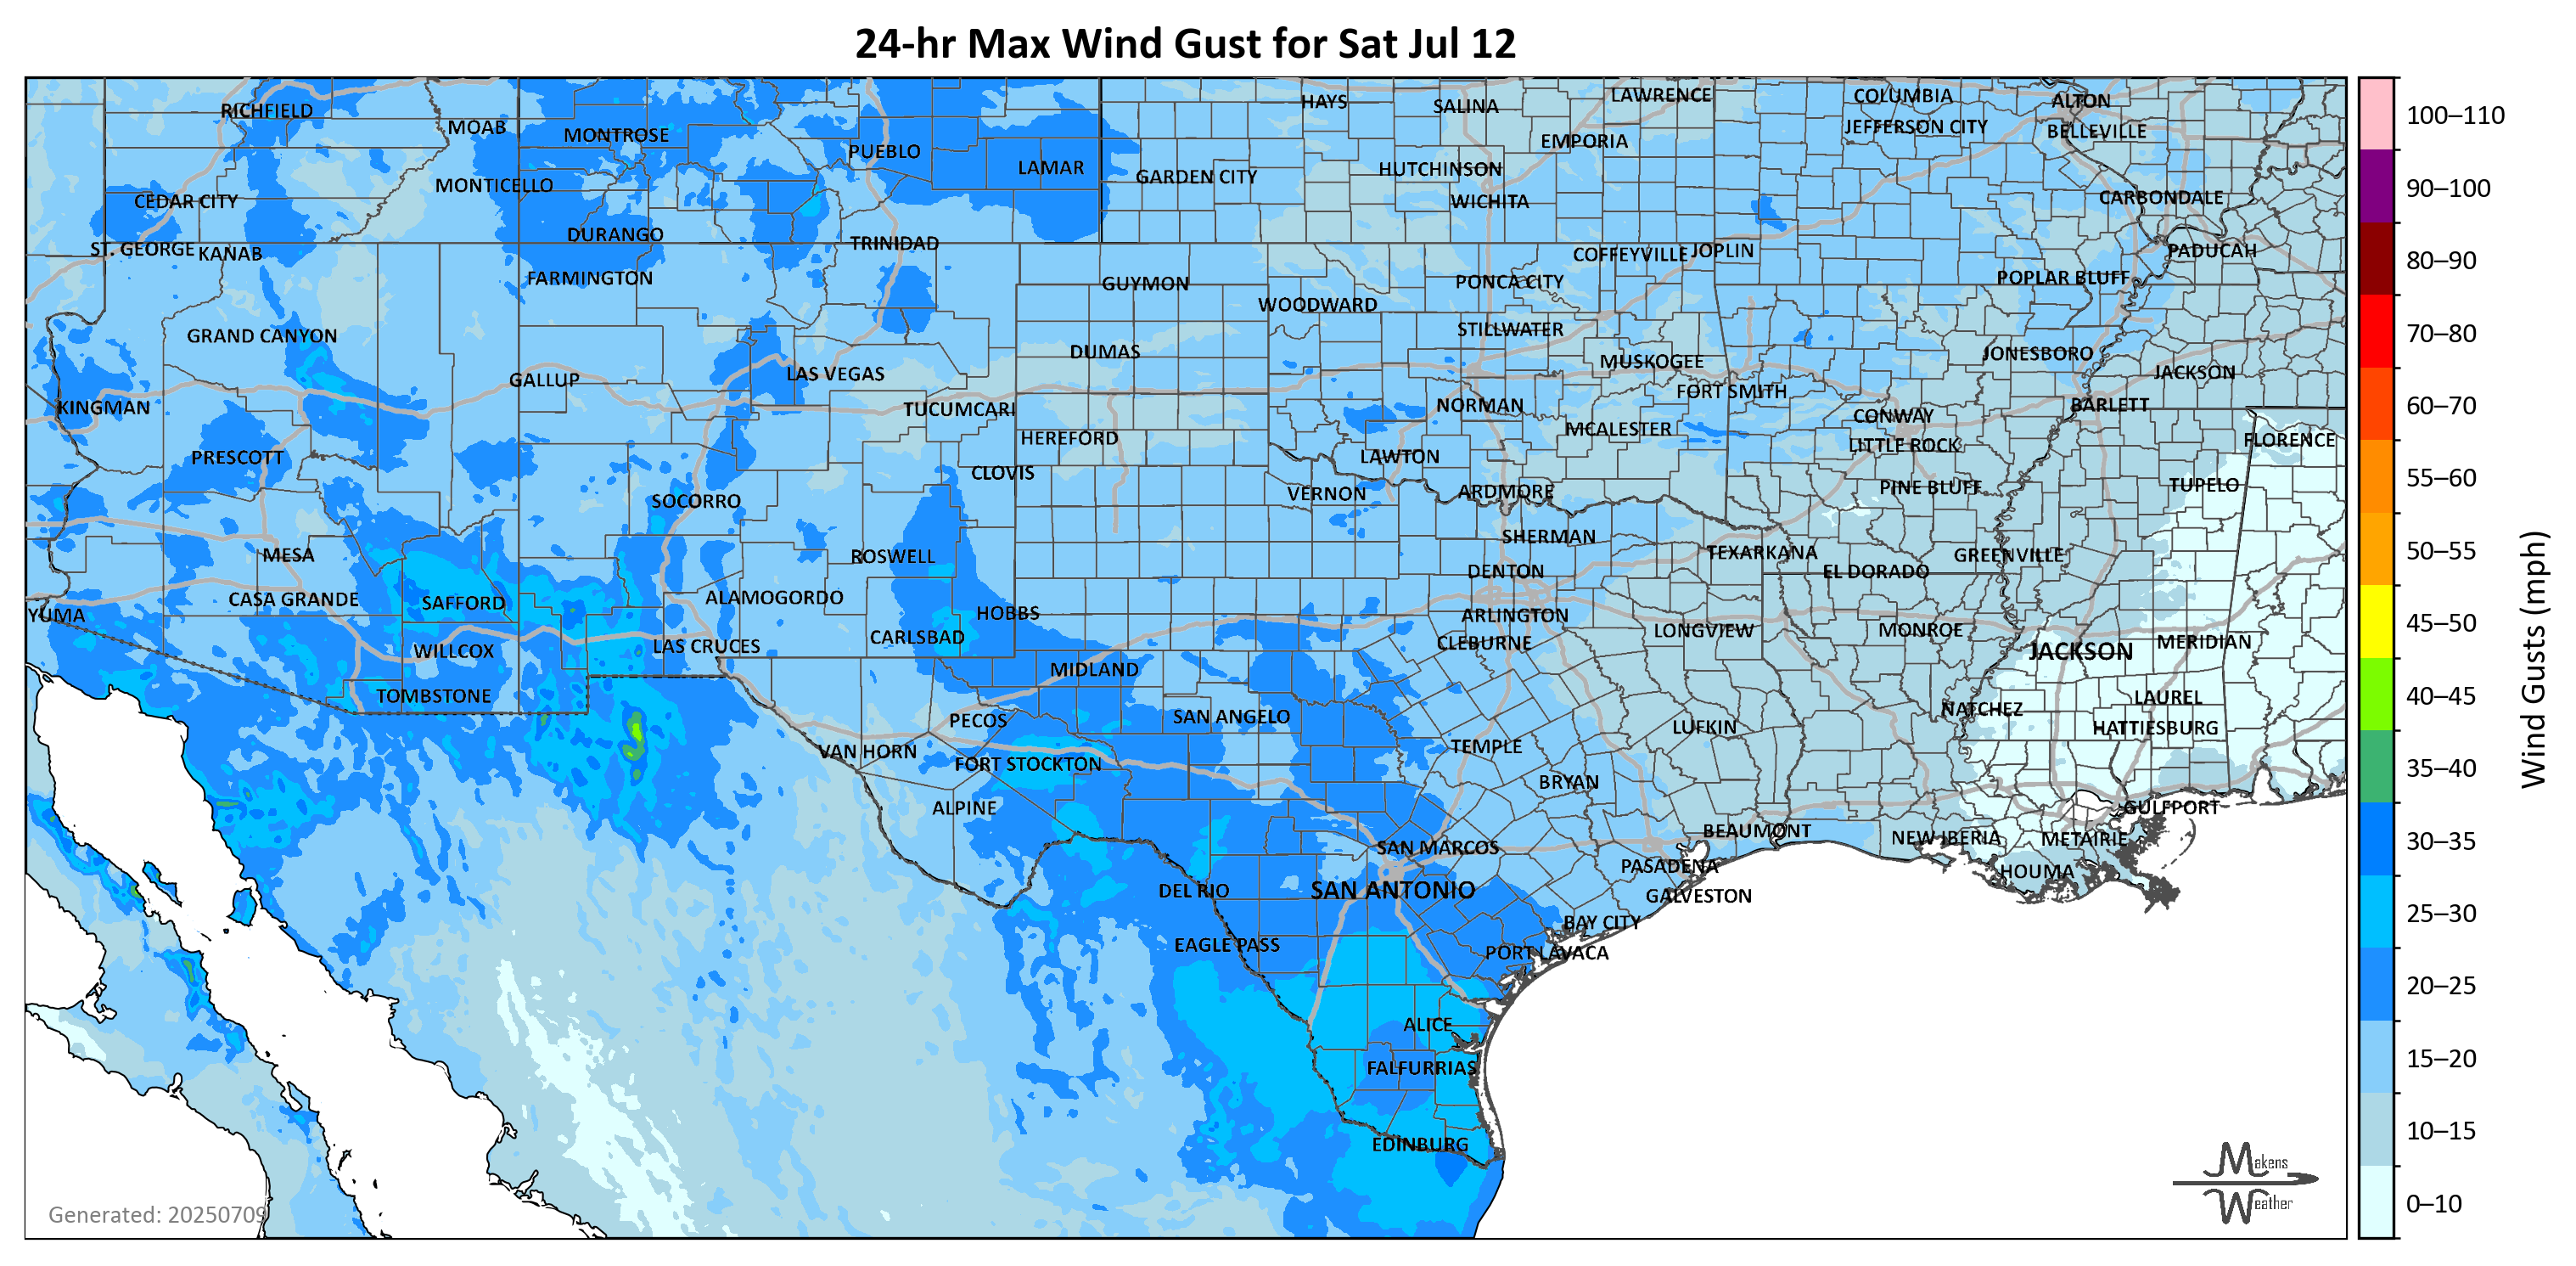 24-hr Max Wind Gust for Sat Jul 12
RICHFIELD
MOAB
MONTROSE
PUEBLO
LAMAR
HAYS
SALINA
LAWRENCE
COLUMBIA
ALTON
EMPORIA
JEFFERSON CITY
BELLEVILLE
MONTICELLO
GARDEN CITY
HUTCHINSON
CEDAR CITY
WICHITA
CARBONDALE
ST. GEORGE
KANAB
DURANGO
TRINIDAD
COFFEYVILLE
JOPLIN
PADUCAH
FARMINGTON
GUYMON
WOODWARD
PONCA CITY
POPLAR BLUFF
GRAND CANYON
STILLWATER
DUMAS
MUSKOGEE
JONESBORO
GALLUP
LAS VEGAS
FORT SMITH
JACKSON
KINGMAN
TUCUMCARI
NORMAN
CONWAY
BARLETT
HEREFORD
MCALESTER
LITTLE ROCK
FLORENCE
PRESCOTT
CLOVIS
LAWTON
SOCORRO
VERNON
ARDMORE
PINE BLUFF
TUPELO
MESA
ROSWELL
SHERMAN
TEXARKANA
GREENVILLE
DENTON
EL DORADO
CASA GRANDE
SAFFORD
ALAMOGORDO
YUMA
HOBBS
ARLINGTON
WILLCOX
LAS CRUCES
CARLSBAD
CLEBURNE
LONGVIEW
MONROE
JACKSON
MERIDIAN
TOMBSTONE
MIDLAND
LAUREL
PECOS
SAN ANGELO
LUFKIN
NATCHEZ
HATTIESBURG
VAN HORN
FORT STOCKTON
TEMPLE
BRYAN
ALPINE
GULFPORT
SAN MARCOS
BEAUMONT
NEW IBERIA
METAIRIE
DEL RIO
SAN ANTONIO
PASADENA
GALVESTON
HOUMA
EAGLE PASS
BAY CITY
PORT LAVACA
ALICE
FALFURRIAS
EDINBURG
Generated: 20250709
Makens
Weather
100–110
90–100
80–90
70–80
60–70
55–60
50–55
45–50
40–45
35–40
30–35
25–30
20–25
15–20
10–15
0–10
Wind Gusts (mph)